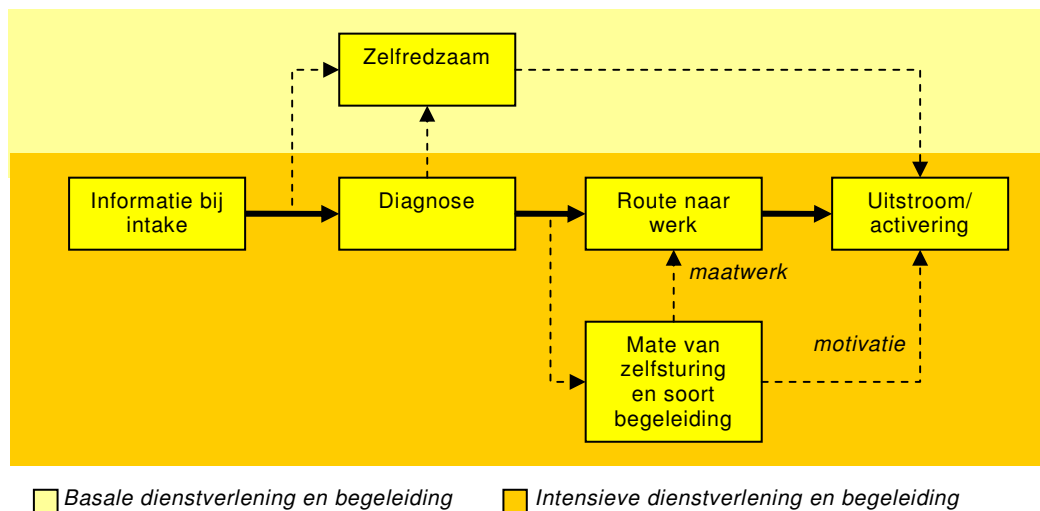 Zelfredzaam
Informatie bij
intake
Diagnose
Route naar
werk
Uitstroom/
activering
maatwerk
Mate van
zelfsturing
en soort
begeleiding
motivatie
Basale dienstverlening en begeleiding
Intensieve dienstverlening en begeleiding